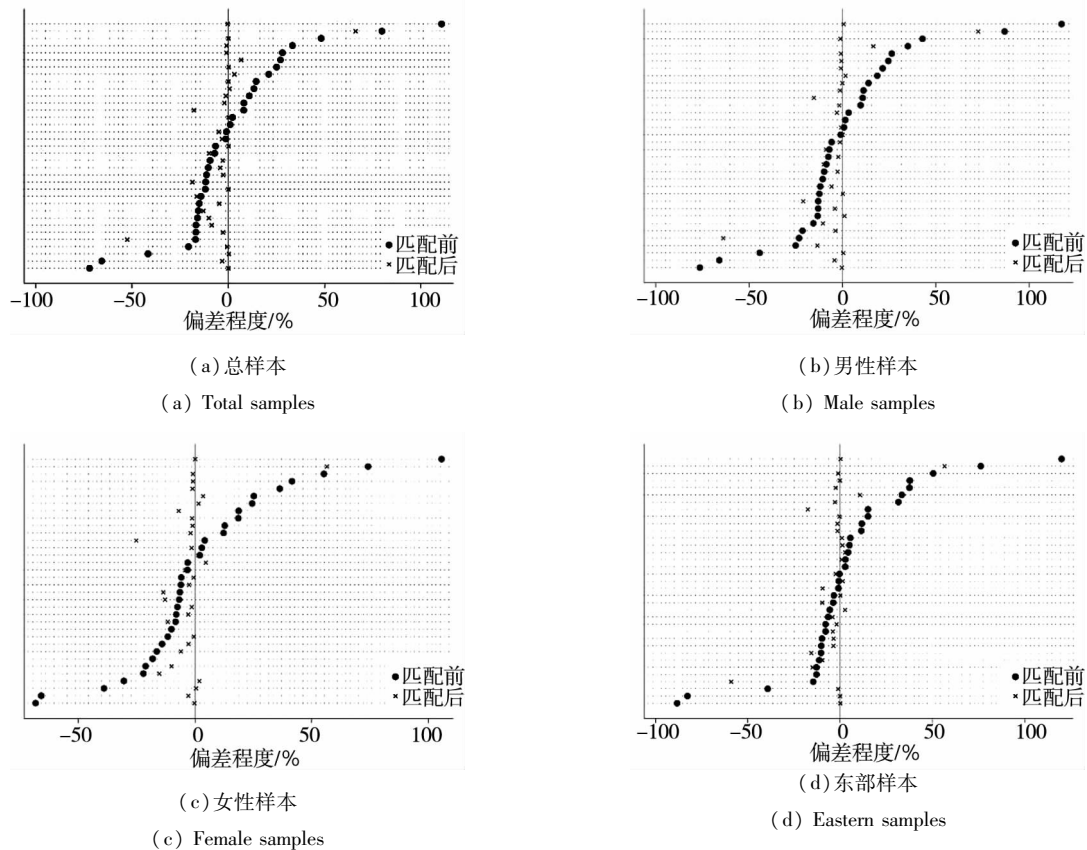 匹配前
匹配后
-100 -50 0 50 100
偏差程度/%
(a)总样本
(a) Total samples
匹配前
匹配后
-100 -50 0 50 100
偏差程度/%
(b)男性样本
(b) Male samples
匹配前
匹配后
-50 0 50 100
偏差程度/%
(c)女性样本
(c) Female samples
匹配前
匹配后
-100 -50 0 50 100
偏差程度/%
(d)东部样本
(d) Eastern samples